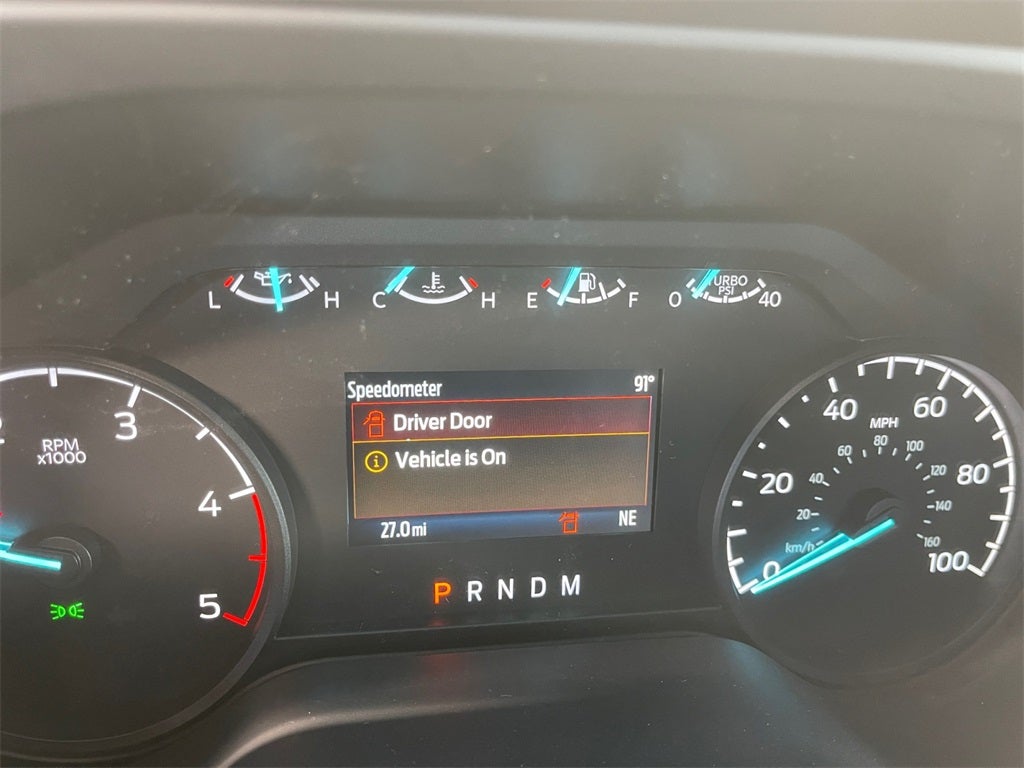 L H C H E F 0 TURBO PSI 40
Speedometer 91°
Driver Door
Vehicle is On
27.0 mi NE
P R N D M
RPM
x1000
3
4
5
MPH
0 20 40 60 80 100
km/h
20 40 60 80 100 120 140 160